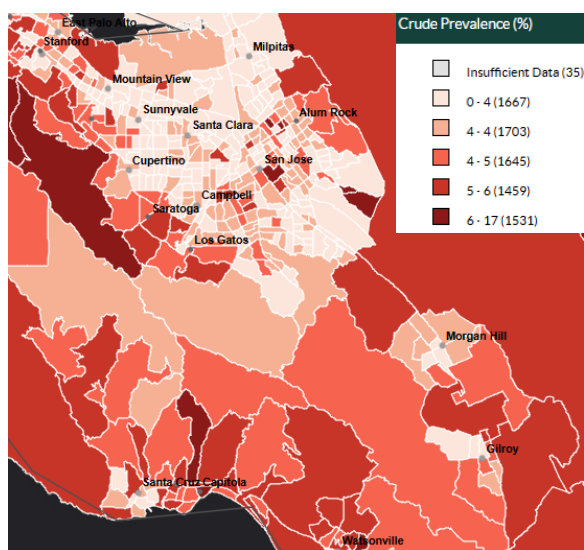 East Palo Alto
Stanford
Milpitas
Mountain View
Sunnyvale
Santa Clara
Alum Rock
Cupertino
San Jose
Campbell
Saratoga
Los Gatos
Morgan Hill
Gilroy
Santa Cruz Capitola
Watsonville
Crude Prevalence (%)
Insufficient Data (35)
0 - 4 (1667)
4 - 4 (1703)
4 - 5 (1645)
5 - 6 (1459)
6 - 17 (1531)